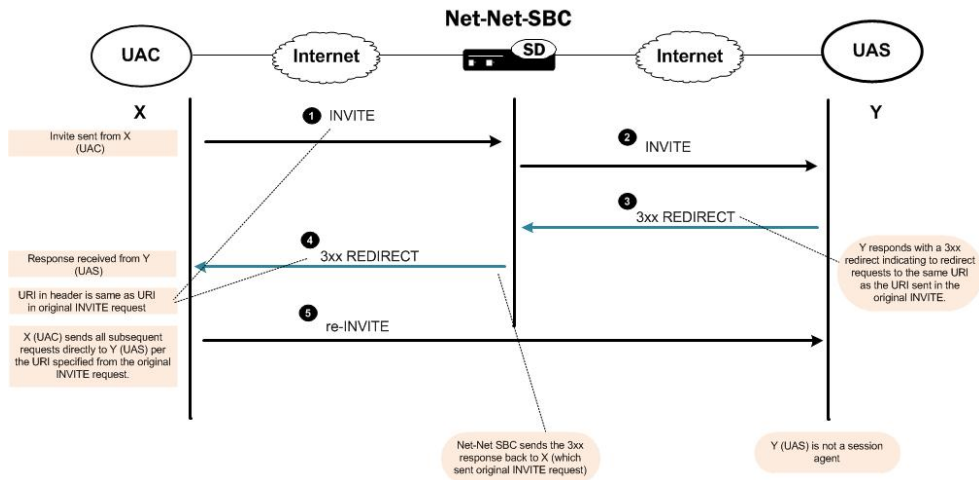 Net-Net-SBC
UAC
Internet
SD
Internet
UAS
X
Y
Invite sent from X
(UAC)
1 INVITE
2 INVITE
3 3xx REDIRECT
Y responds with a 3xx
redirect indicating to redirect
requests to the same URI
as the URI sent in the
original INVITE.
4 3xx REDIRECT
Response received from Y
(UAS)
URI in header is same as URI
in original INVITE request
5 re-INVITE
X (UAC) sends all subsequent
requests directly to Y (UAS) per
the URI specified from the original
INVITE request.
Net-Net SBC sends the 3xx
response back to X (which
sent original INVITE request)
Y (UAS) is not a session
agent